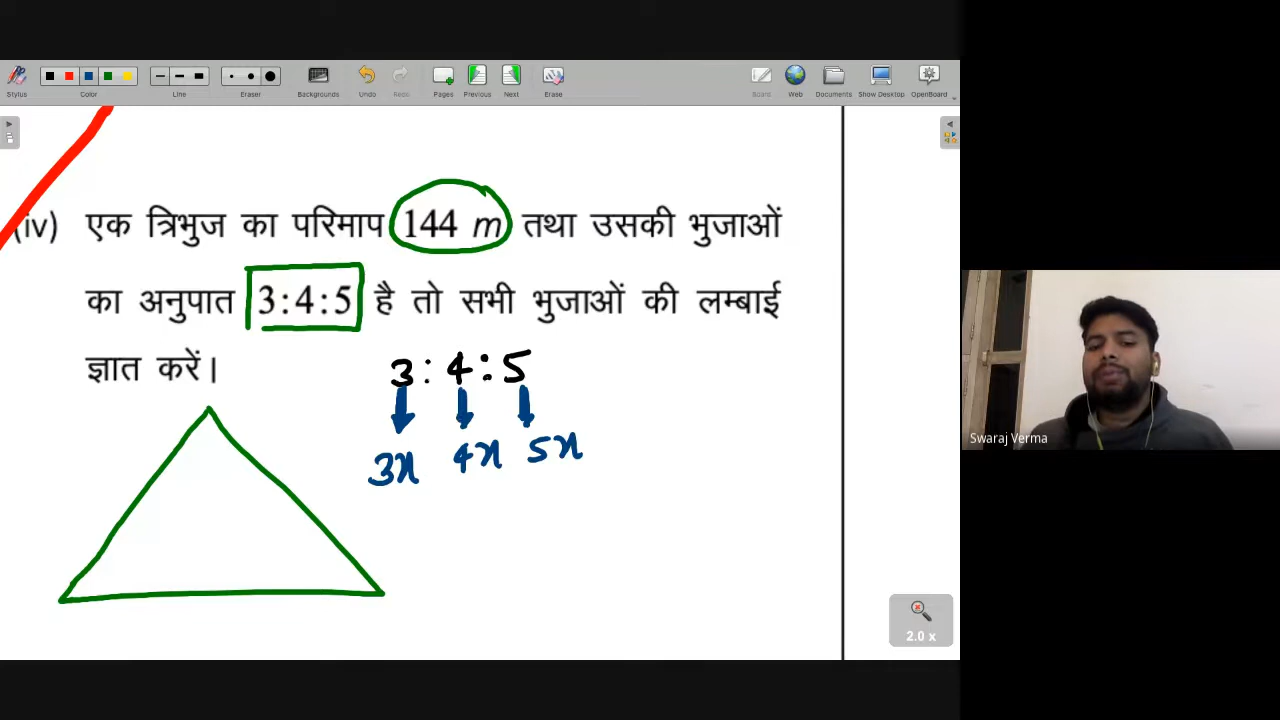 Stylus Color Line Eraser Backgrounds Undo Redo Pages Previous Next Erase Board Web Documents Show Desktop OpenBoard
(iv) एक त्रिभुज का परिमाप 144 m तथा उसकी भुजाओं
का अनुपात 3:4:5 है तो सभी भुजाओं की लम्बाई
ज्ञात करें।
3 : 4 : 5
3x 4x 5x
Swaraj Verma
2.0 x